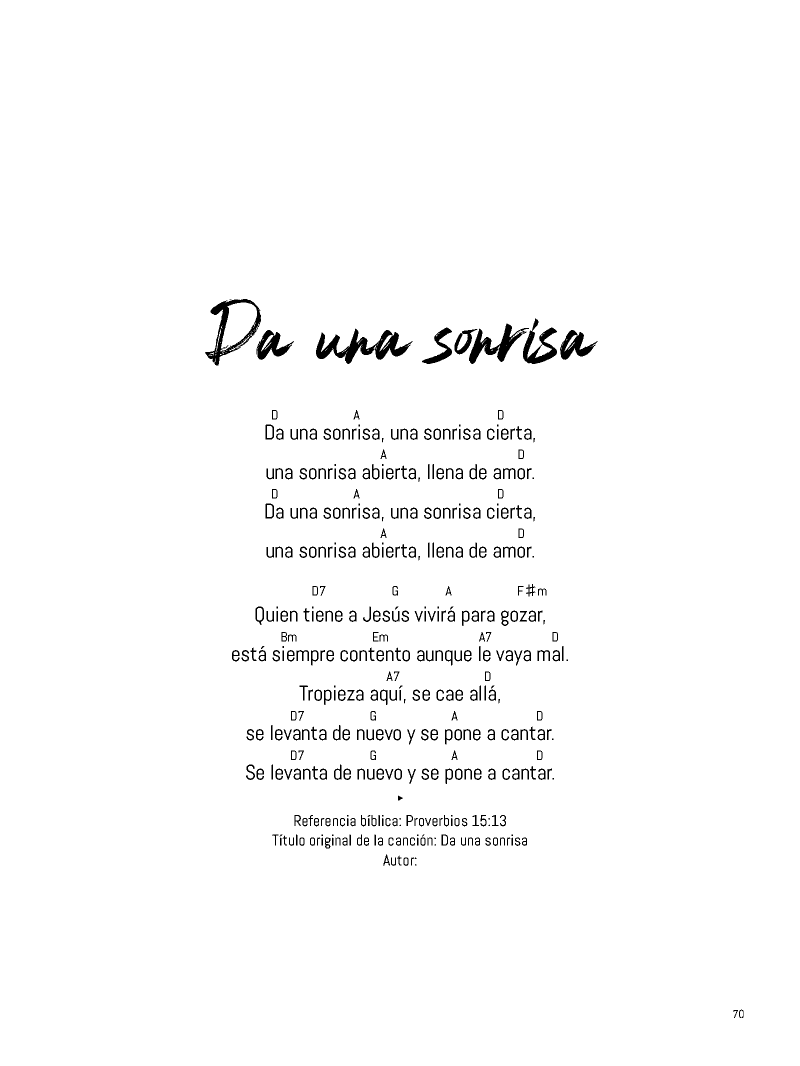 Da una sonrisa
D A D
Da una sonrisa, una sonrisa cierta,
A D
una sonrisa abierta, llena de amor.
D A D
Da una sonrisa, una sonrisa cierta,
A D
una sonrisa abierta, llena de amor.
D7 G A F♯m
Quien tiene a Jesús vivirá para gozar,
Bm Em A7 D
está siempre contento aunque le vaya mal.
A7 D
Tropieza aquí, se cae allá,
D7 G A D
se levanta de nuevo y se pone a cantar.
D7 G A D
Se levanta de nuevo y se pone a cantar.
Referencia bíblica: Proverbios 15:13
Título original de la canción: Da una sonrisa
Autor:
70